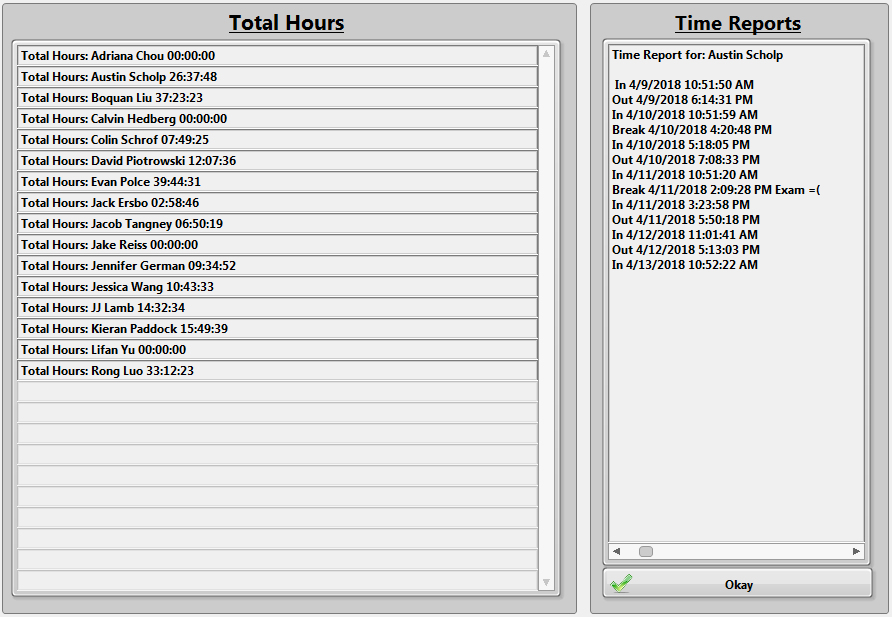 Total Hours
Total Hours: Adriana Chou 00:00:00
Total Hours: Austin Scholp 26:37:48
Total Hours: Boquan Liu 37:23:23
Total Hours: Calvin Hedberg 00:00:00
Total Hours: Colin Schrof 07:49:25
Total Hours: David Piotrowski 12:07:36
Total Hours: Evan Polce 39:44:31
Total Hours: Jack Ersbo 02:58:46
Total Hours: Jacob Tangney 06:50:19
Total Hours: Jake Reiss 00:00:00
Total Hours: Jennifer German 09:34:52
Total Hours: Jessica Wang 10:43:33
Total Hours: JJ Lamb 14:32:34
Total Hours: Kieran Paddock 15:49:39
Total Hours: Lifan Yu 00:00:00
Total Hours: Rong Luo 33:12:23
Time Reports
Time Report for: Austin Scholp
In 4/9/2018 10:51:50 AM
Out 4/9/2018 6:14:31 PM
In 4/10/2018 10:51:59 AM
Break 4/10/2018 4:20:48 PM
In 4/10/2018 5:18:05 PM
Out 4/10/2018 7:08:33 PM
In 4/11/2018 10:51:20 AM
Break 4/11/2018 2:09:28 PM Exam =(
In 4/11/2018 3:23:58 PM
Out 4/11/2018 5:50:18 PM
In 4/12/2018 11:01:41 AM
Out 4/12/2018 5:13:03 PM
In 4/13/2018 10:52:22 AM
Okay